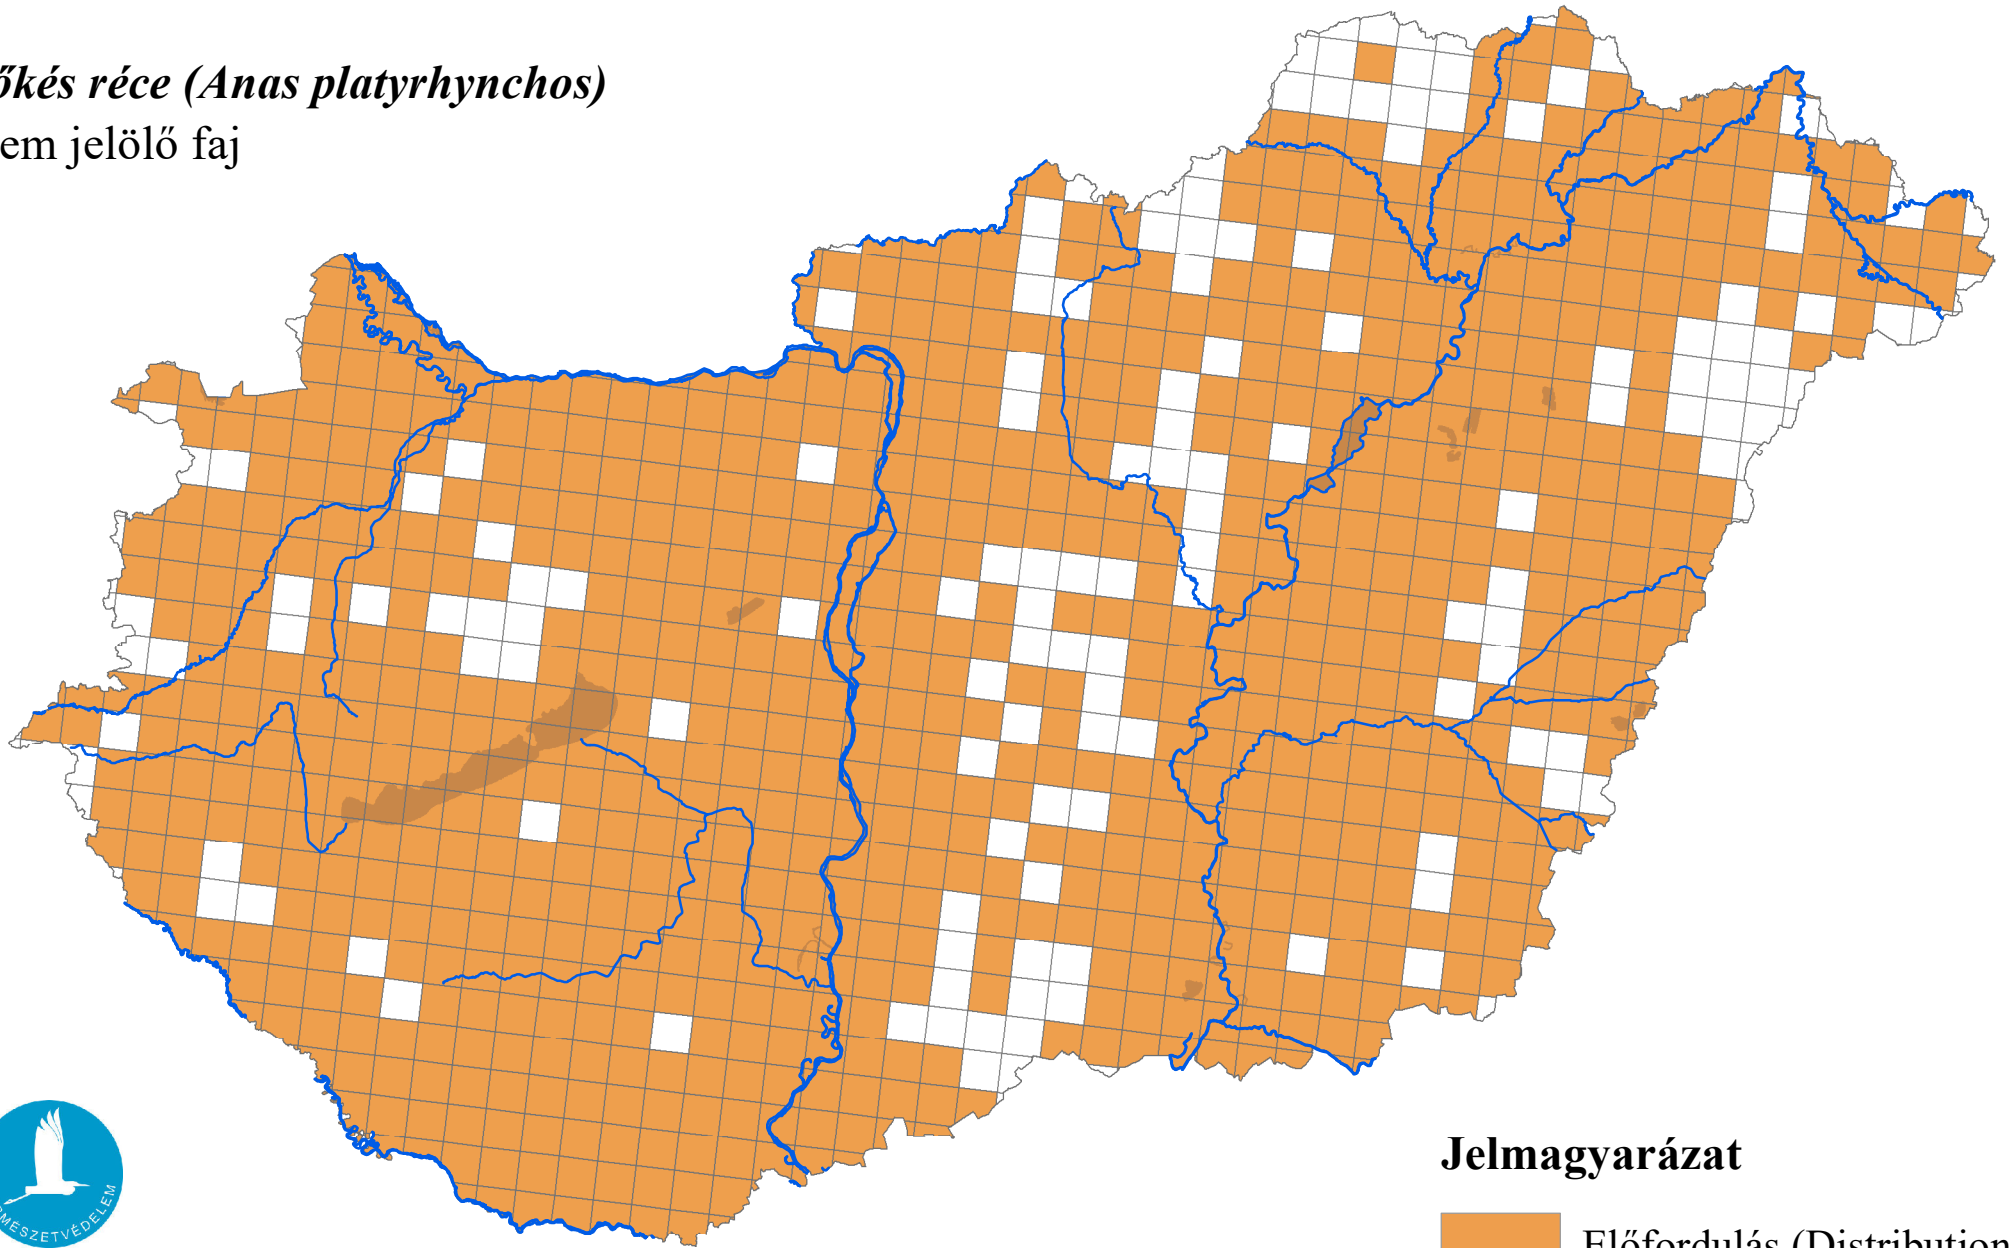 őkés réce (Anas platyrhynchos)
em jelölő faj
MÉSZETVÉDELEM
Jelmagyarázat
Előfordulás (Distribution